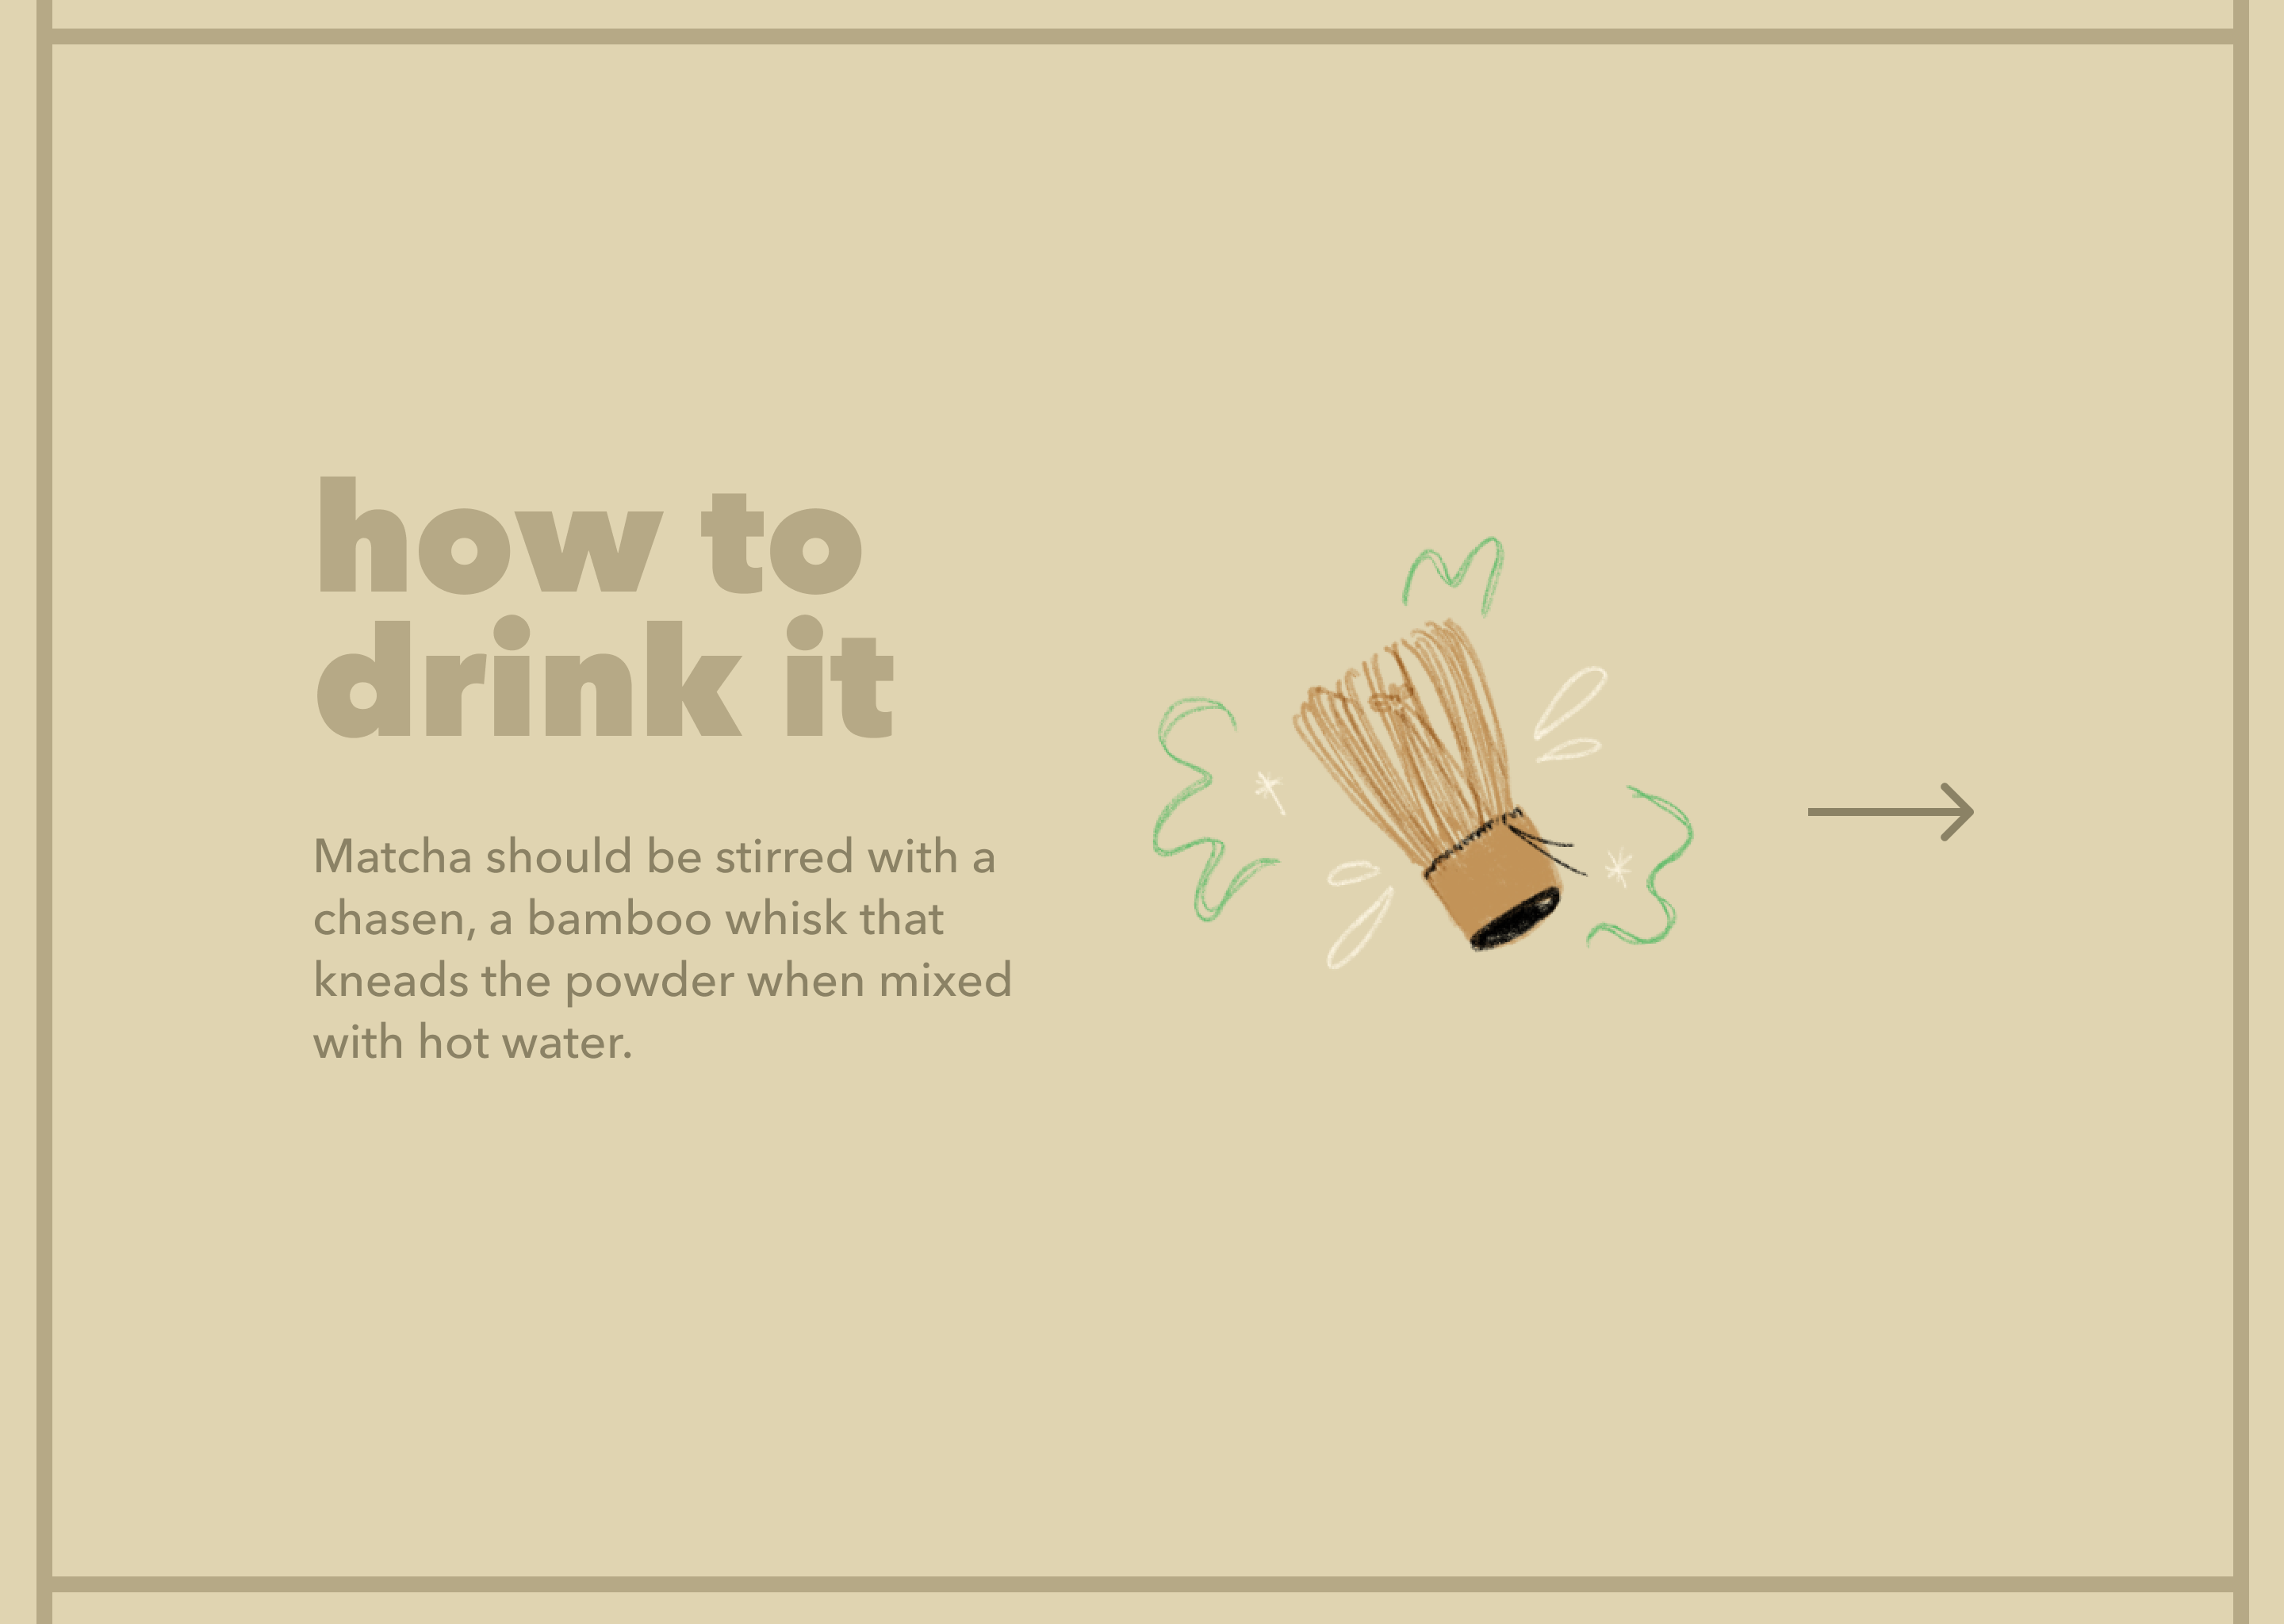 how to
drink it
Matcha should be stirred with a
chasen, a bamboo whisk that
kneads the powder when mixed
with hot water.